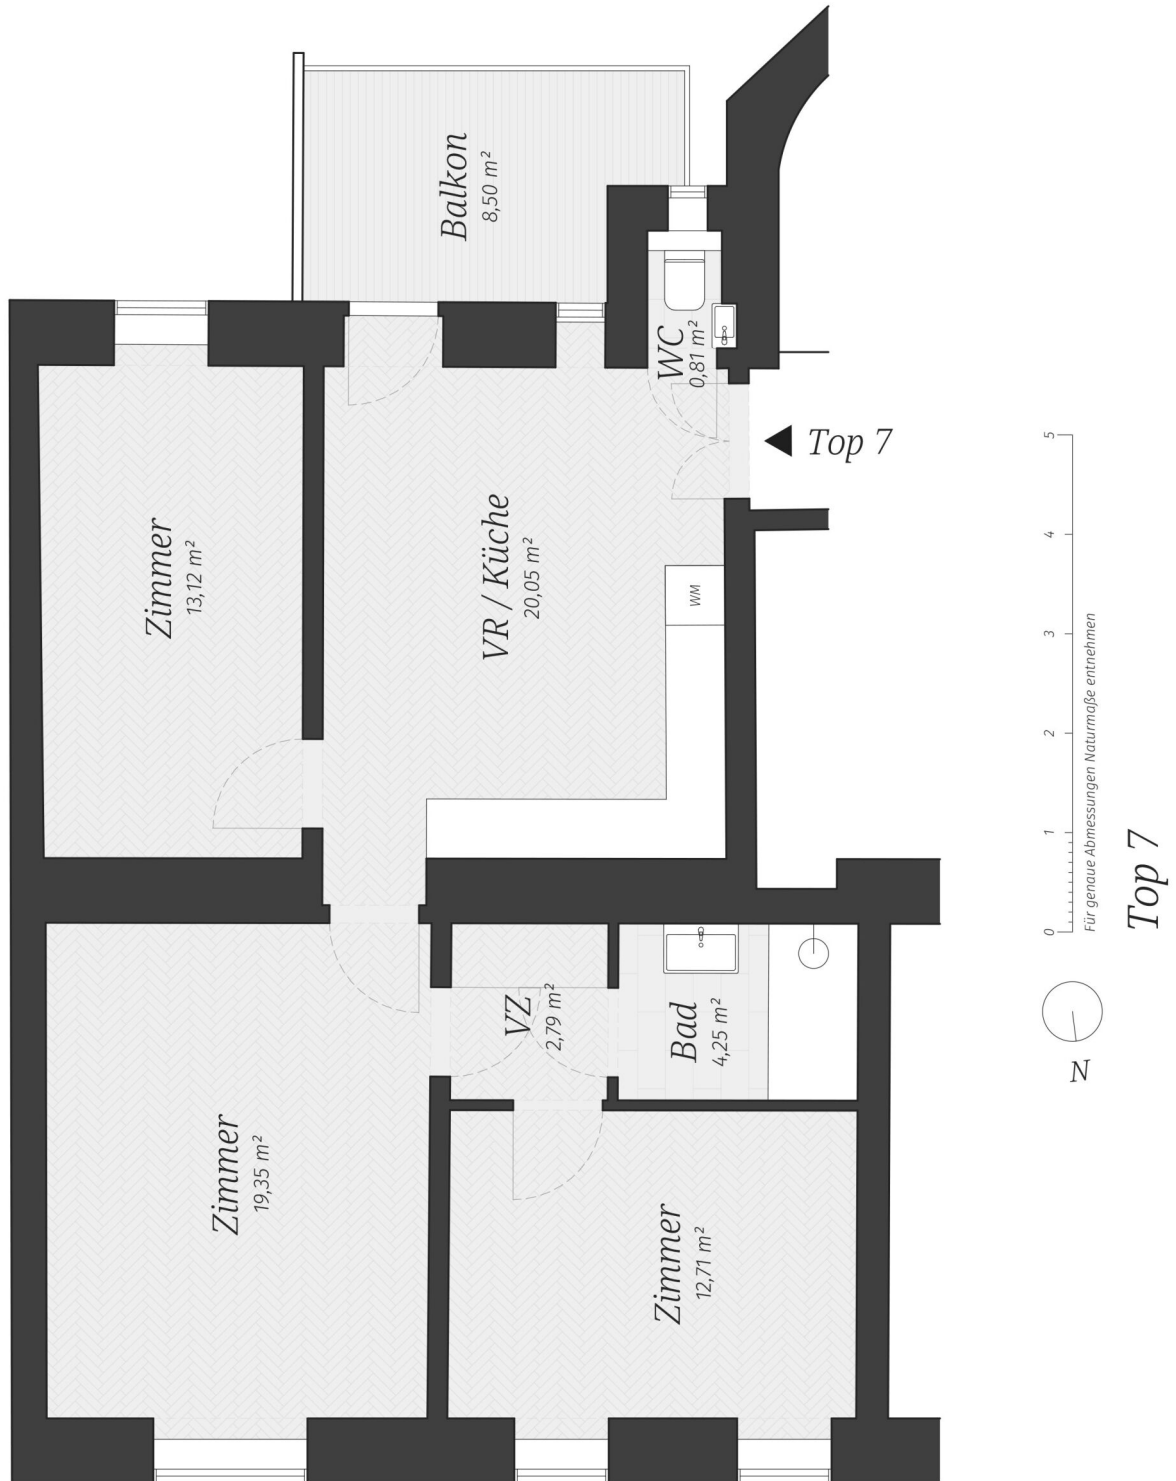 Balkon
8,50 m²
WC
0,81 m²
Top 7
Zimmer
13,12 m²
VR / Küche
20,05 m²
WM
VZ
2,79 m²
Bad
4,25 m²
Zimmer
19,35 m²
Zimmer
12,71 m²
0 1 2 3 4 5
Für genaue Abmessungen Naturmaße entnehmen
N
Top 7